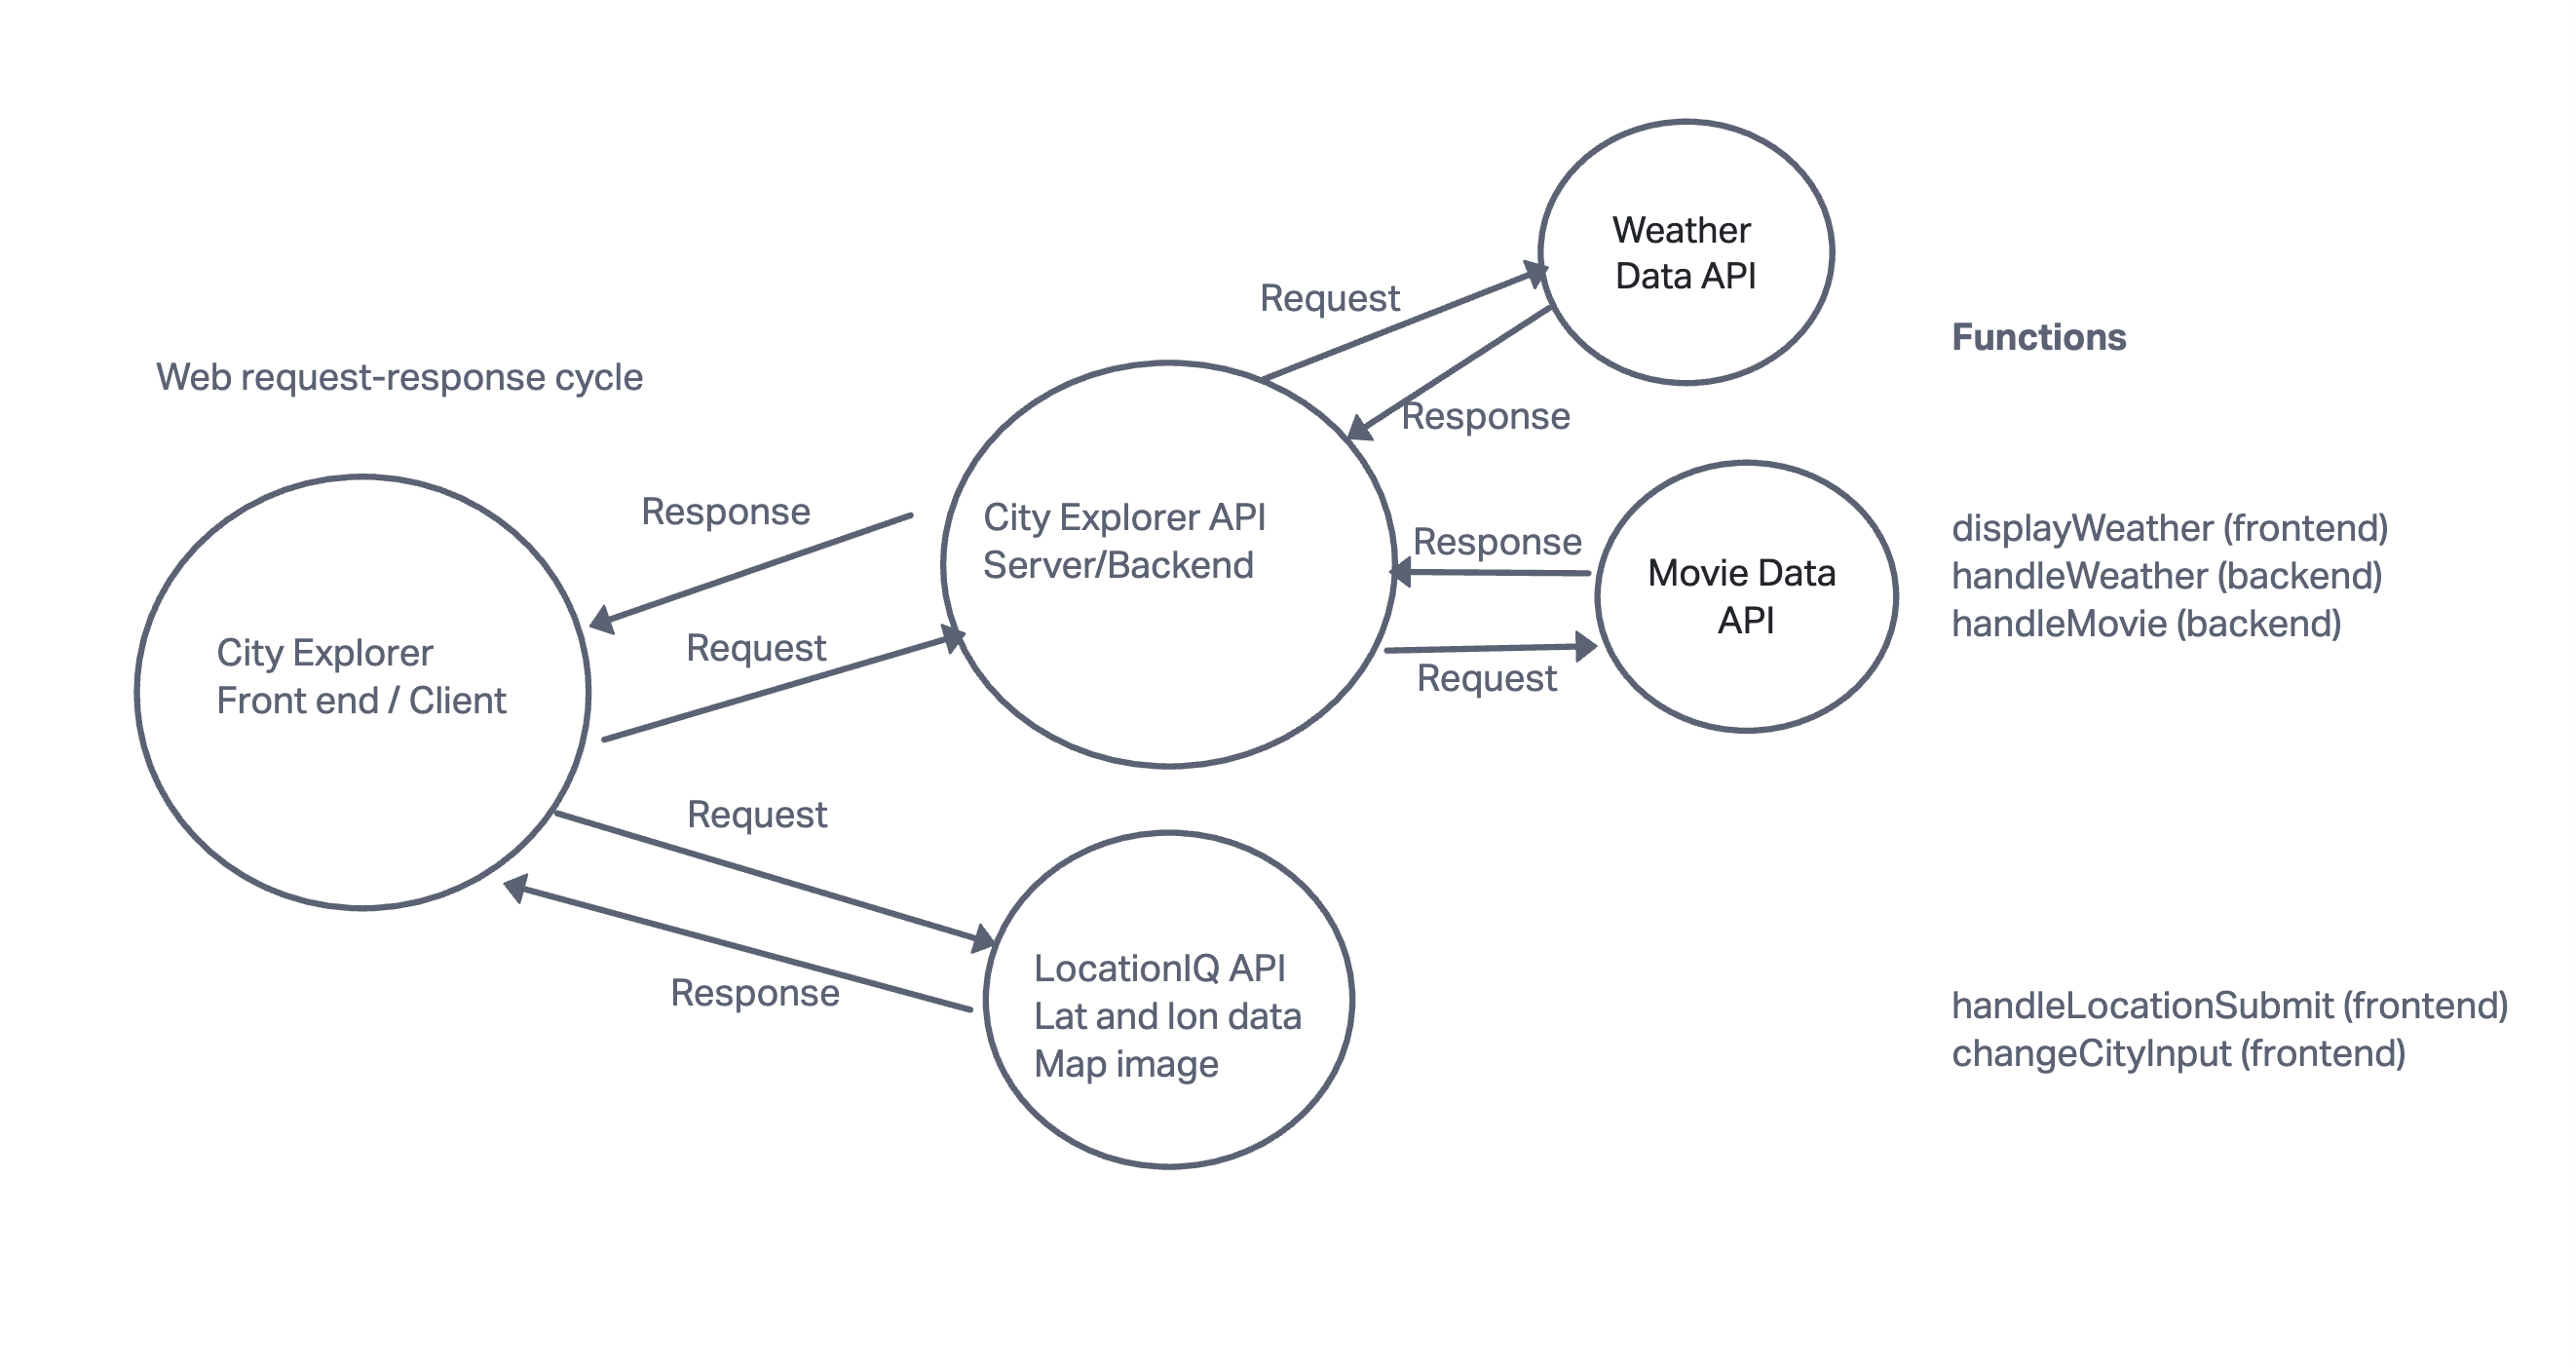 Web request-response cycle
City Explorer
Front end / Client
Response
Request
Request
Response
City Explorer API
Server/Backend
LocationIQ API
Lat and lon data
Map image
Request
Response
Response
Request
Weather
Data API
Movie Data
API
Functions
displayWeather (frontend)
handleWeather (backend)
handleMovie (backend)
handleLocationSubmit (frontend)
changeCityInput (frontend)